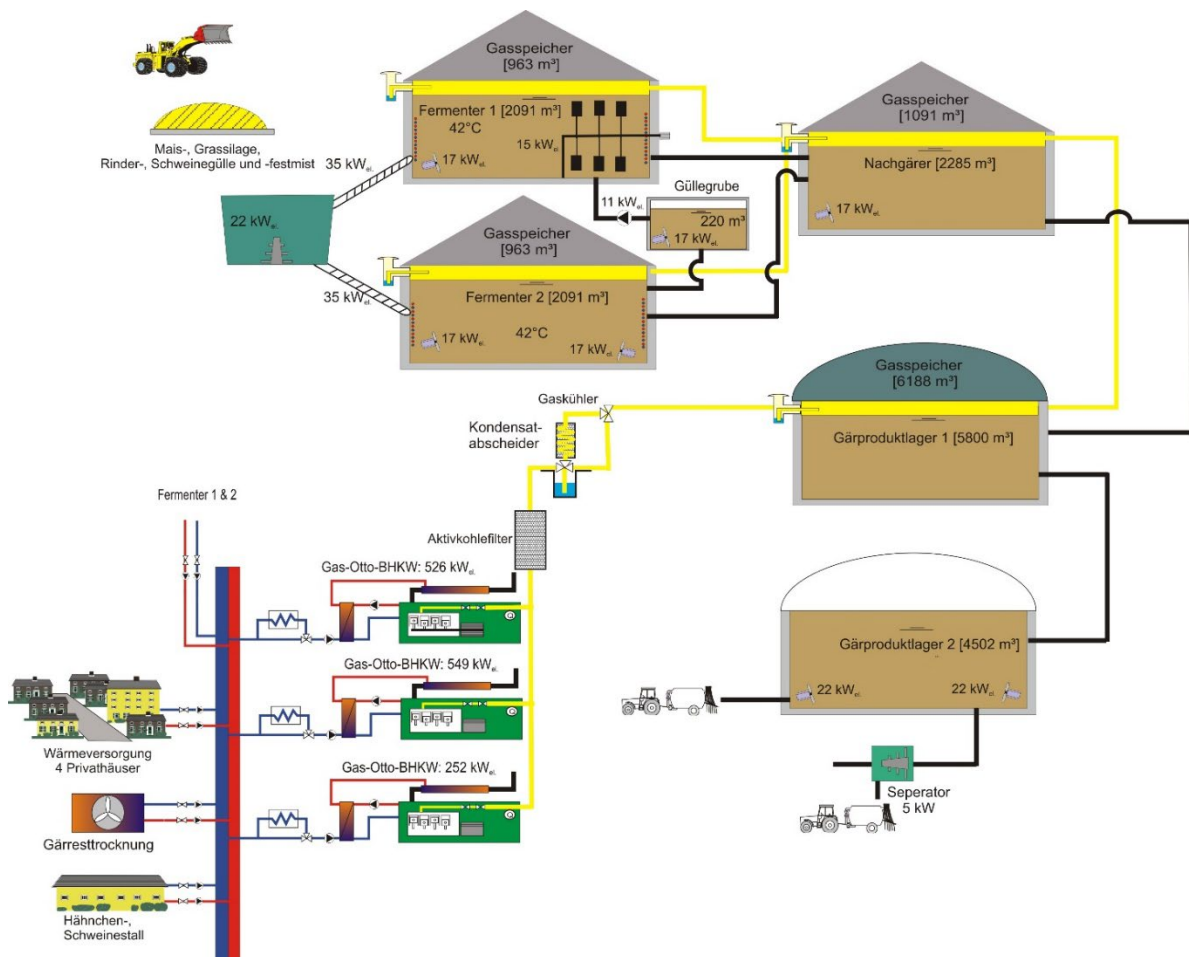 Gasspeicher
[963 m³]
Fermenter 1 [2091 m³]
42°C
15 kWel.
17 kWel.
Mais-, Grassilage,
Rinder-, Schweinegülle und -festmist
35 kWel.
22 kWel.
35 kWel.
11 kWel.
Güllegrube
220 m³
17 kWel.
Gasspeicher
[963 m³]
Fermenter 2 [2091 m³]
42°C
17 kWel.
17 kWel.
Gasspeicher
[1091 m³]
Nachgärer [2285 m³]
17 kWel.
Gasspeicher
[6188 m³]
Gärproduktlager 1 [5800 m³]
Gaskühler
Kondensat-
abscheider
Aktivkohlefilter
Fermenter 1 & 2
Gas-Otto-BHKW: 526 kWel.
Gas-Otto-BHKW: 549 kWel.
Gas-Otto-BHKW: 252 kWel.
Wärmeversorgung
4 Privathäuser
Gärresttrocknung
Hähnchen-,
Schweinestall
Gärproduktlager 2 [4502 m³]
22 kWel.
22 kWel.
Seperator
5 kW